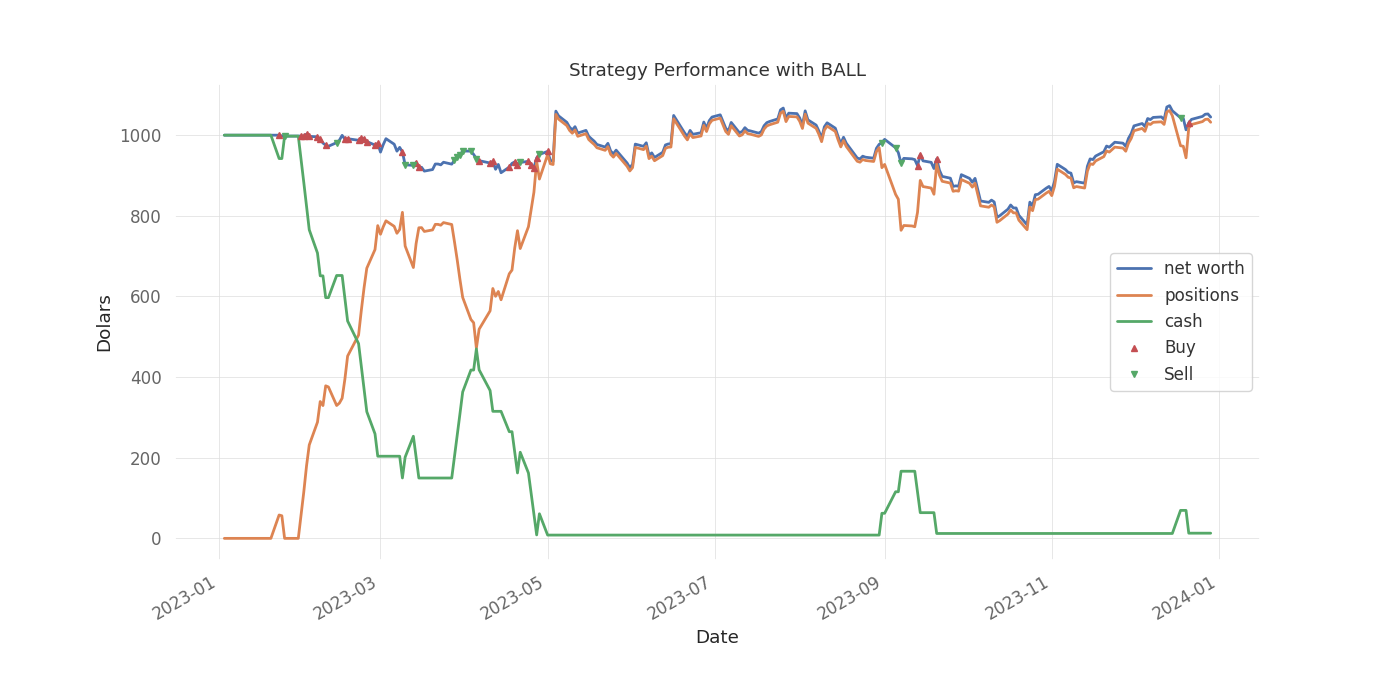 Strategy Performance with BALL
Dolars
1000
800
600
400
200
0
net worth
positions
cash
Buy
Sell
2023-01
2023-03
2023-05
2023-07
2023-09
2023-11
2024-01
Date